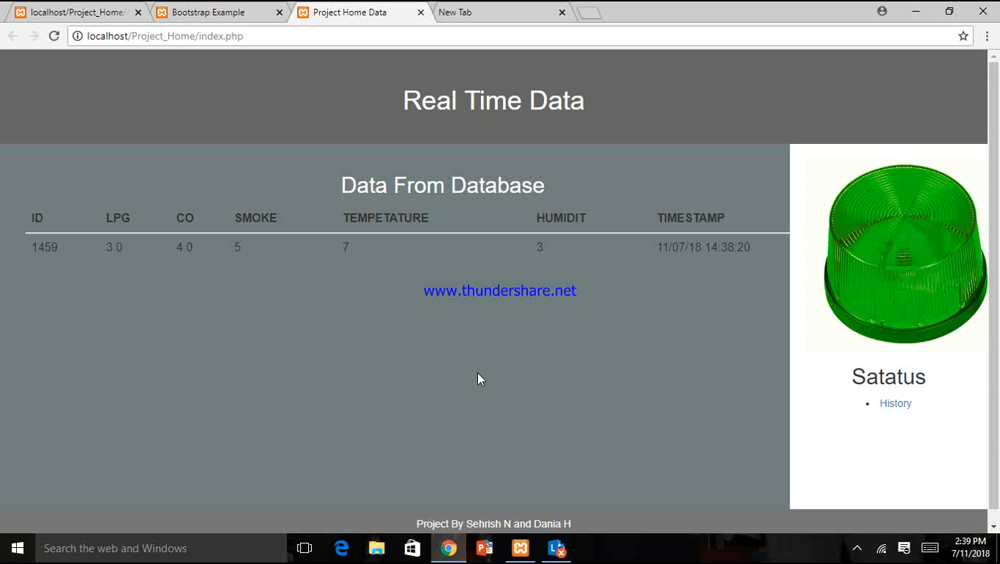 localhost/Project_Home/
Bootstrap Example
Project Home Data
New Tab
localhost/Project_Home/index.php
Real Time Data
Data From Database
ID LPG CO SMOKE TEMPETATURE HUMIDIT TIMESTAMP
1459 3.0 4.0 5 7 3 11/07/18 14:38:20
www.thundershare.net
Satatus
• History
Project By Sehrish N and Dania H
Search the web and Windows
2:39 PM
7/11/2018